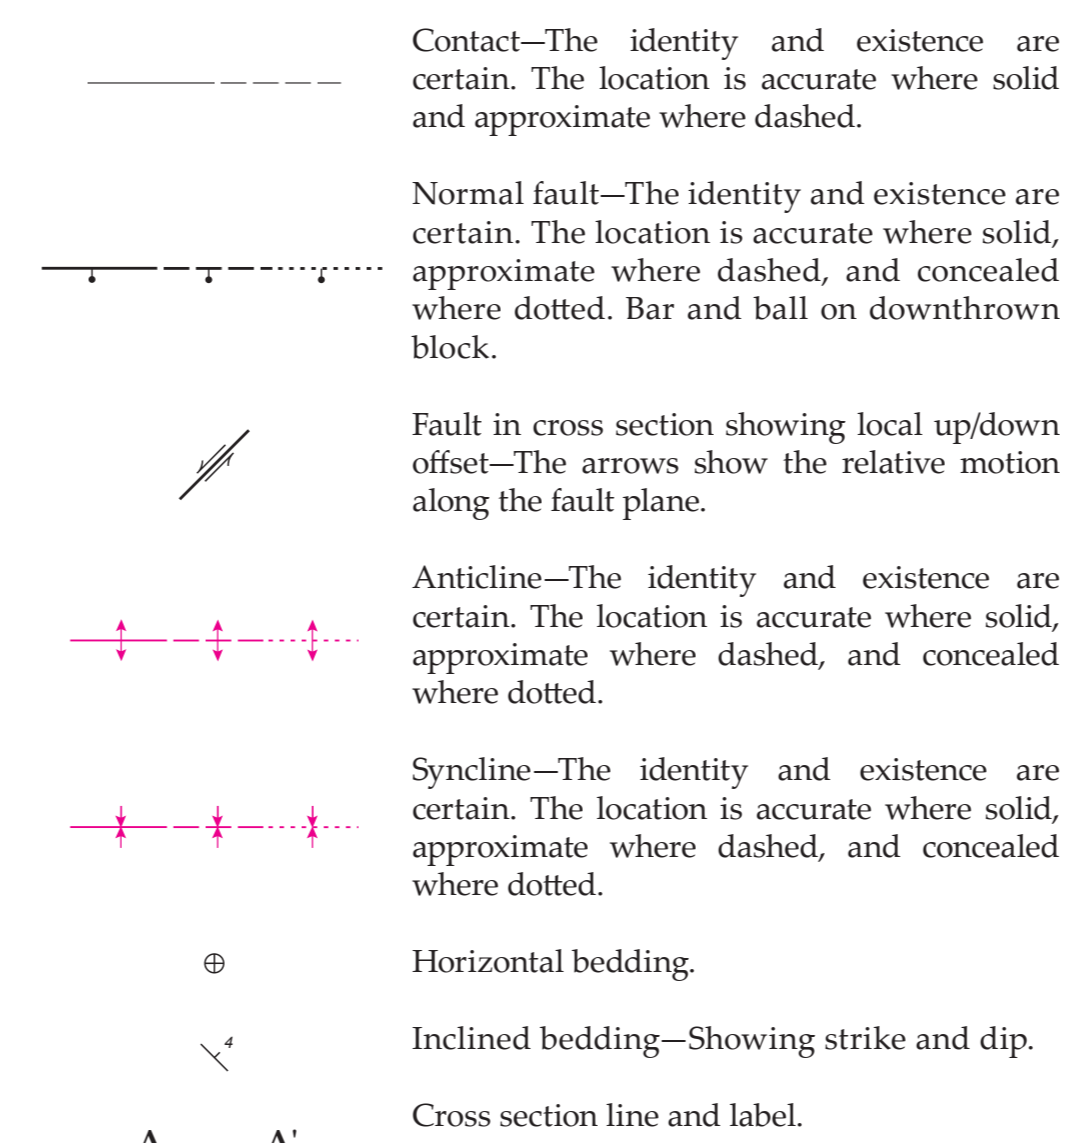 Contact—The identity and existence are
certain. The location is accurate where solid
and approximate where dashed.
Normal fault—The identity and existence are
certain. The location is accurate where solid,
approximate where dashed, and concealed
where dotted. Bar and ball on downthrown
block.
Fault in cross section showing local up/down
offset—The arrows show the relative motion
along the fault plane.
Anticline—The identity and existence are
certain. The location is accurate where solid,
approximate where dashed, and concealed
where dotted.
Syncline—The identity and existence are
certain. The location is accurate where solid,
approximate where dashed, and concealed
where dotted.
Horizontal bedding.
4
Inclined bedding—Showing strike and dip.
Cross section line and label.
A A'